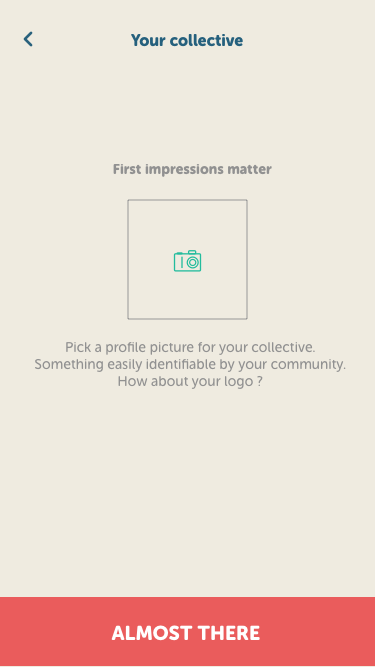 Your collective
First impressions matter
Pick a profile picture for your collective.
Something easily identifiable by your community.
How about your logo ?
ALMOST THERE